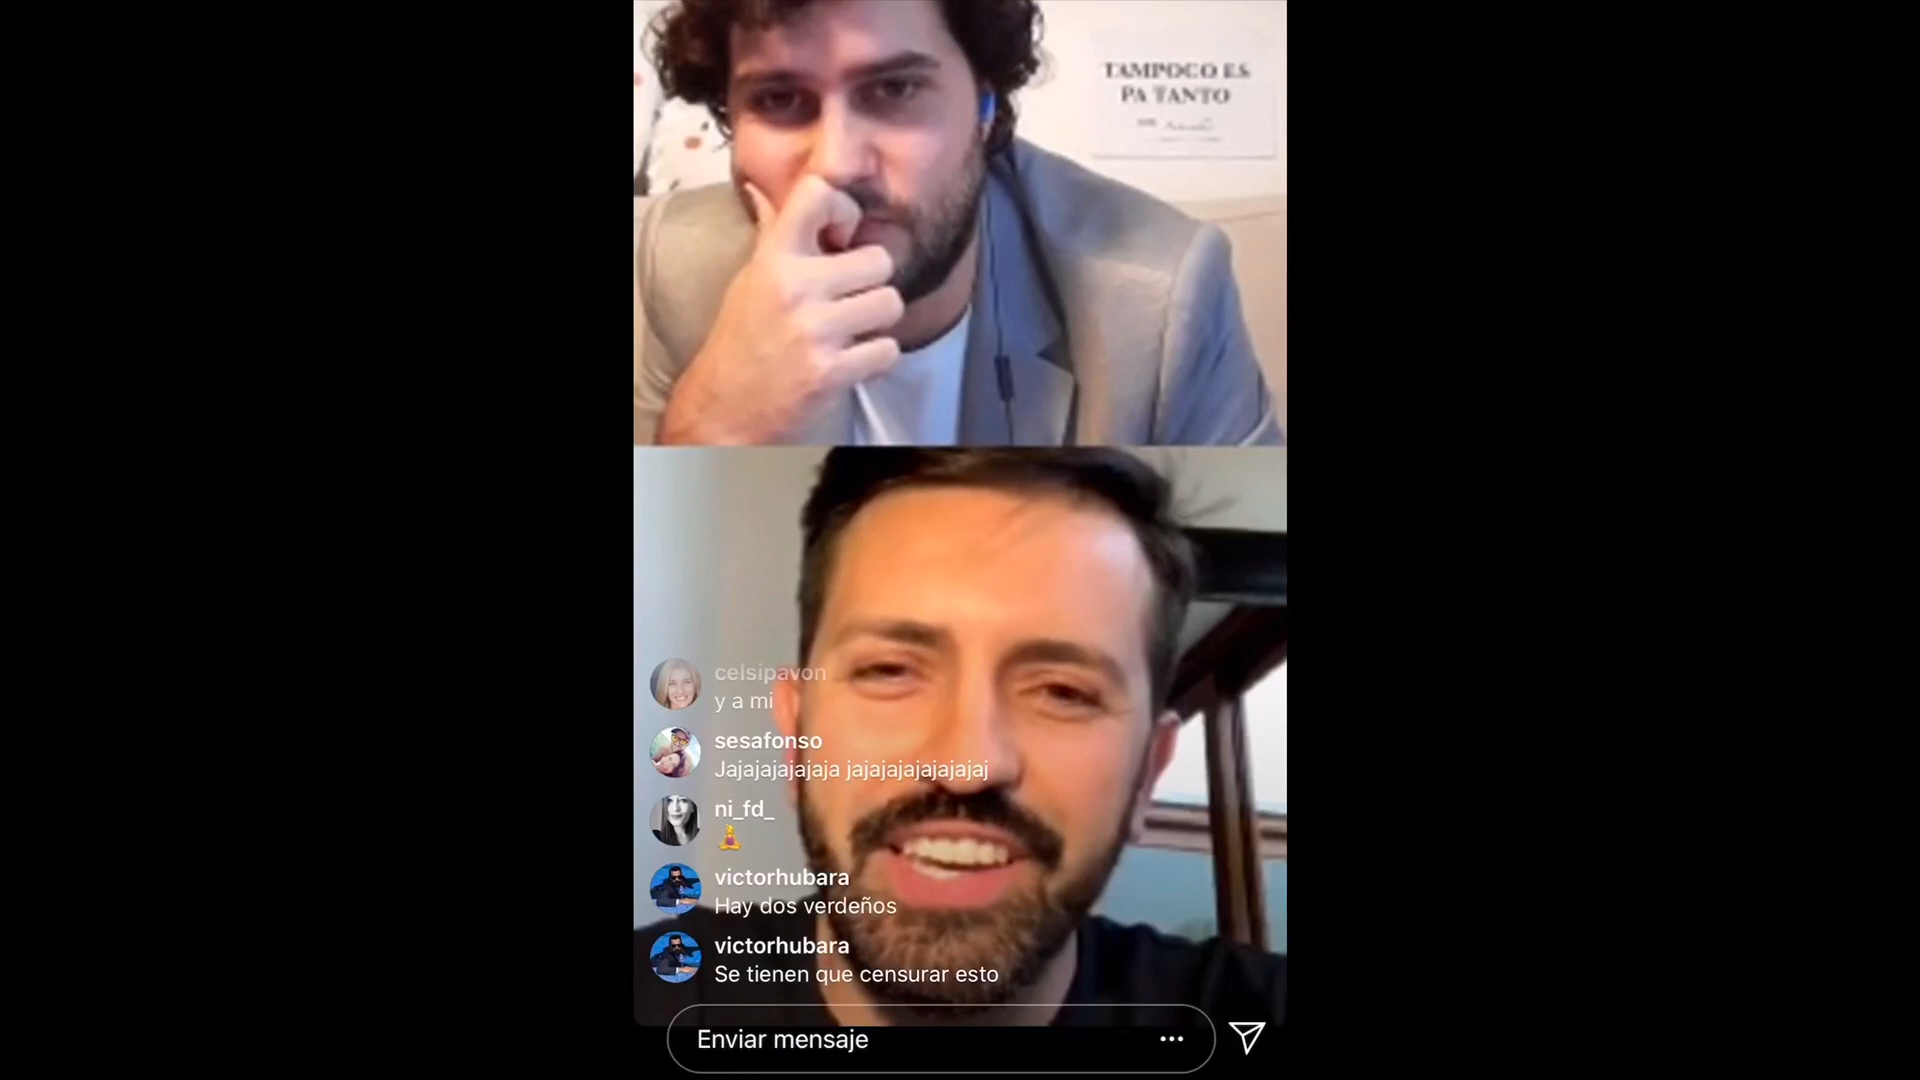 TAMPOCO ES
PA TANTO
celsipavon
y a mi
sesafonso
Jajajajajajaja jajajajajajajajaj
ni_fd_
🧘
victorhubara
Hay dos verdeños
victorhubara
Se tienen que censurar esto
Enviar mensaje